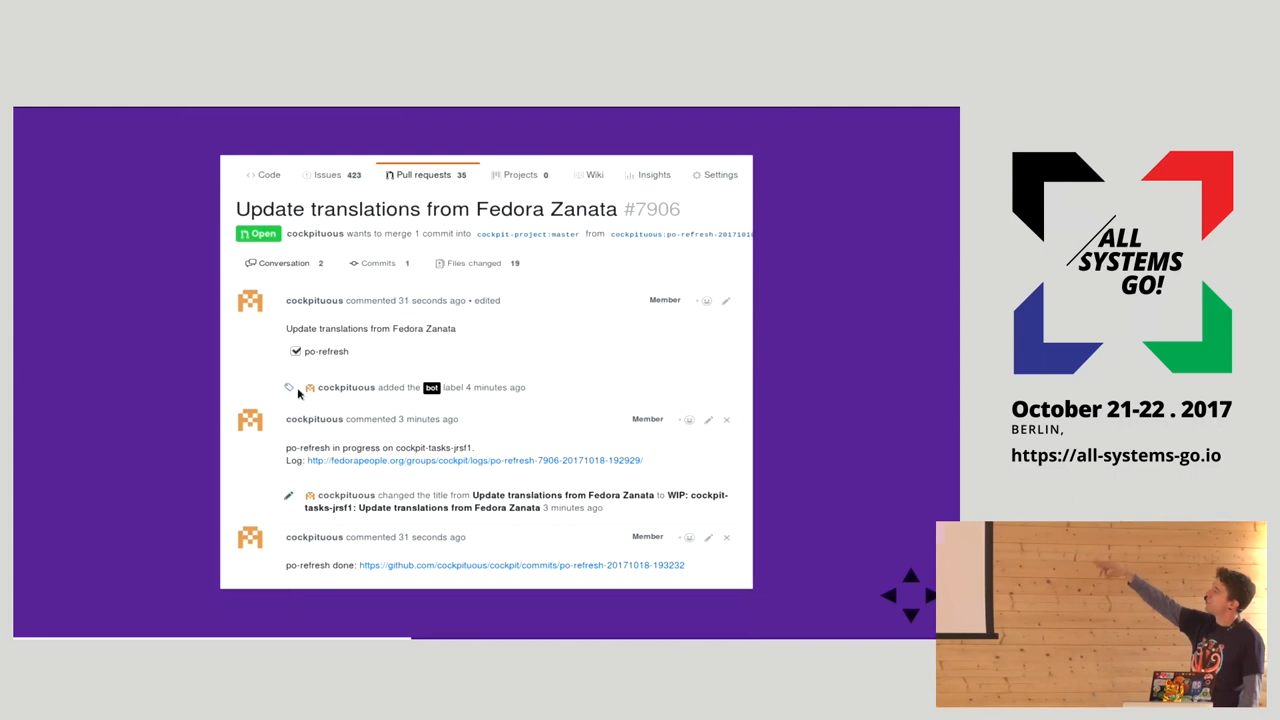 Code Issues 423 Pull requests 35 Projects 0 Wiki Insights Settings
Update translations from Fedora Zanata #7906
Open cockpituous wants to merge 1 commit into cockpit-project:master from cockpituous:po-refresh-2017101
Conversation 2 Commits 1 Files changed 19
cockpituous commented 31 seconds ago • edited Member
Update translations from Fedora Zanata
po-refresh
cockpituous added the bot label 4 minutes ago
cockpituous commented 3 minutes ago Member
po-refresh in progress on cockpit-tasks-jrsf1.
Log: http://fedorapeople.org/groups/cockpit/logs/po-refresh-7906-20171018-192929/
cockpituous changed the title from Update translations from Fedora Zanata to WIP: cockpit-
tasks-jrsf1: Update translations from Fedora Zanata 3 minutes ago
cockpituous commented 31 seconds ago Member
po-refresh done: https://github.com/cockpituous/cockpit/commits/po-refresh-20171018-193232
ALL
SYSTEMS
GO!
October 21-22 . 2017
BERLIN,
https://all-systems-go.io